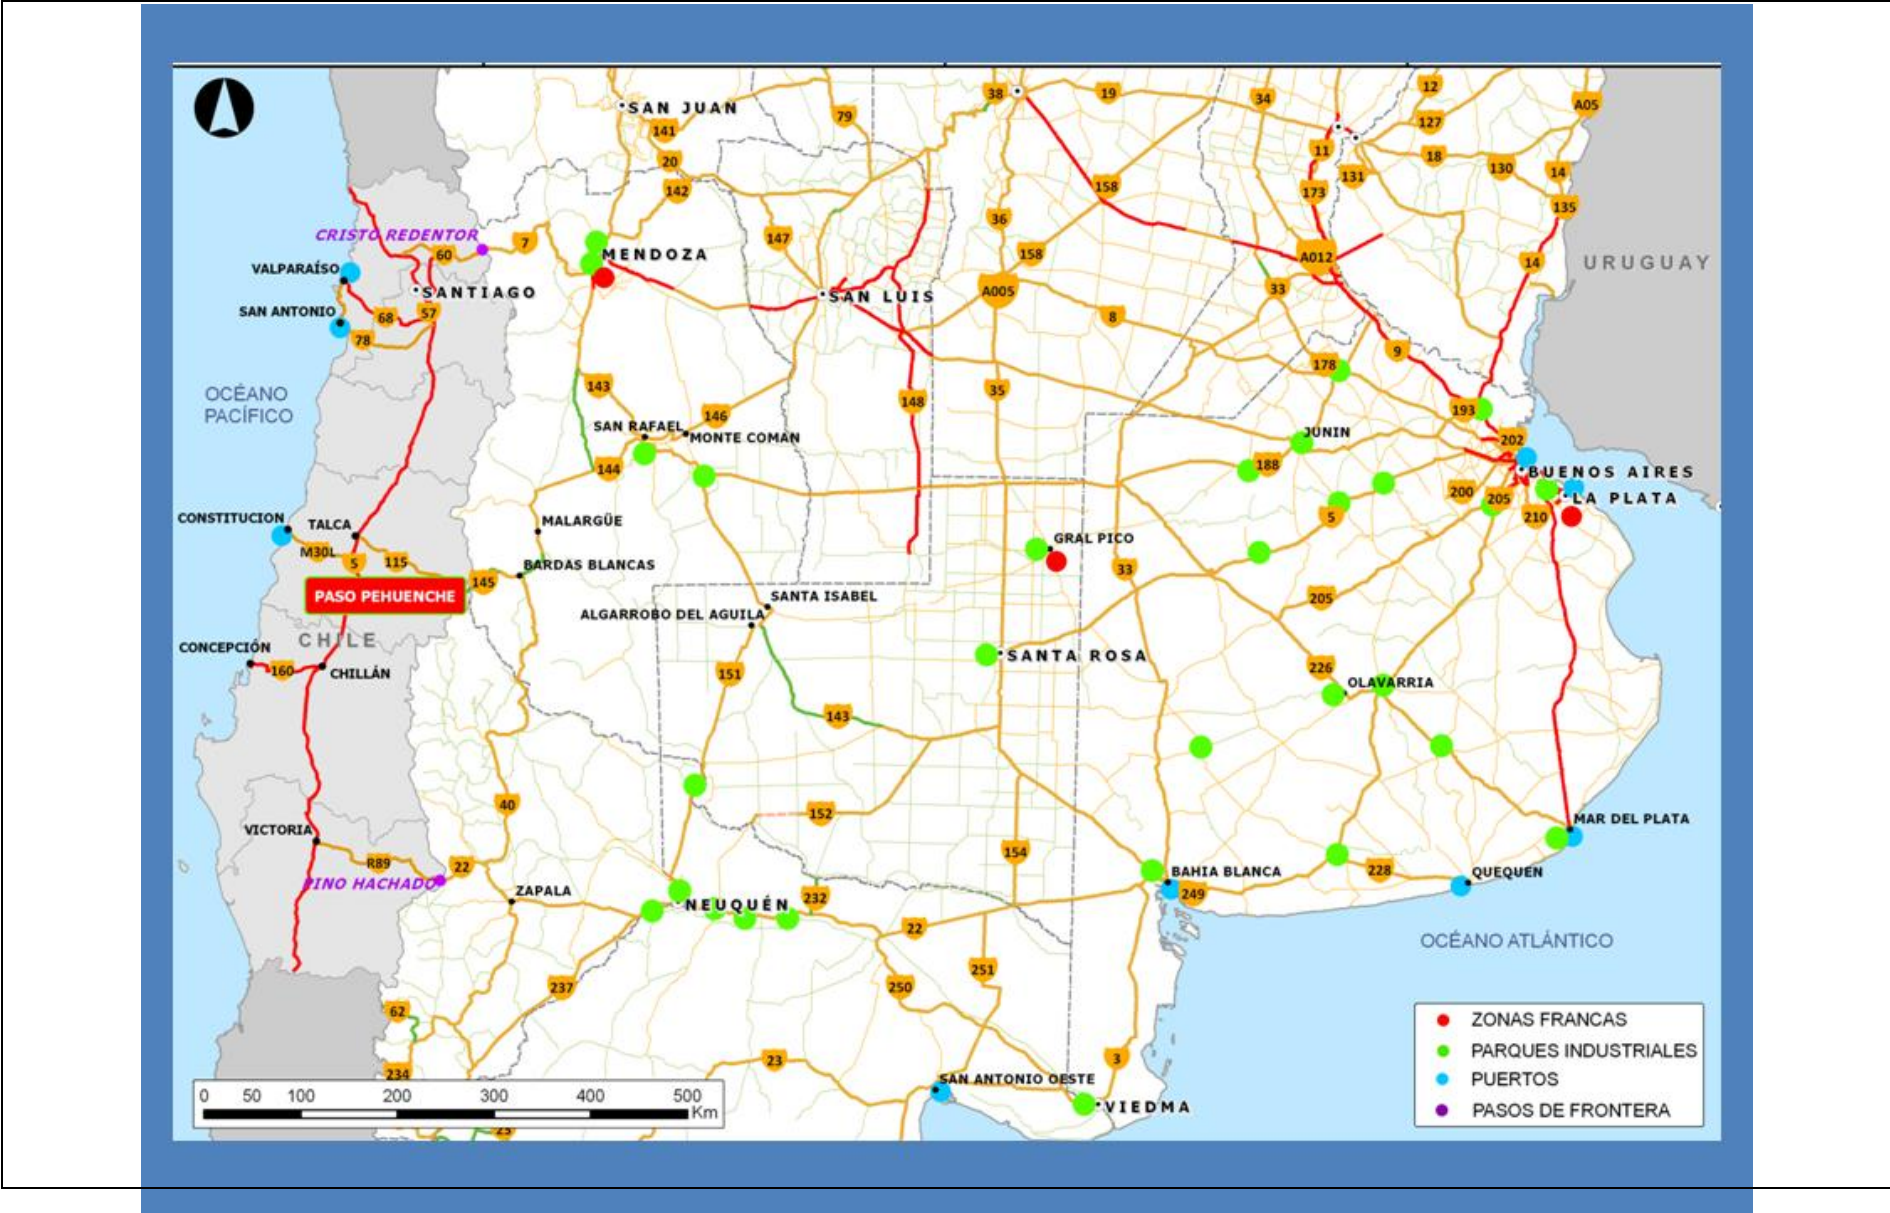 38
19
34
12
A05
SAN JUAN
79
127
141
11
18
20
131
130
14
142
158
173
135
36
CRISTO REDENTOR
7
147
60
MENDOZA
158
A012
14
URUGUAY
VALPARAÍSO
SANTIAGO
SAN LUIS
A005
33
SAN ANTONIO
68
57
8
78
9
178
OCÉANO
PACÍFICO
143
35
148
146
193
SAN RAFAEL
MONTE COMAN
JUNIN
202
144
188
BUENOS AIRES
200
205
LA PLATA
CONSTITUCION
TALCA
MALARGÜE
5
210
GRAL PICO
M30L
5
115
BARDAS BLANCAS
145
33
PASO PEHUENCHE
SANTA ISABEL
205
ALGARROBO DEL AGUILA
CHILE
CONCEPCIÓN
160
CHILLÁN
SANTA ROSA
151
226
OLAVARRIA
143
40
152
MAR DEL PLATA
VICTORIA
154
R89
22
PINO HACHADO
BAHIA BLANCA
228
QUEQUEN
ZAPALA
232
249
NEUQUÉN
22
OCÉANO ATLÁNTICO
251
237
250
62
ZONAS FRANCAS
PARQUES INDUSTRIALES
PUERTOS
PASOS DE FRONTERA
23
3
234
SAN ANTONIO OESTE
VIEDMA
0 50 100 200 300 400 500
Km